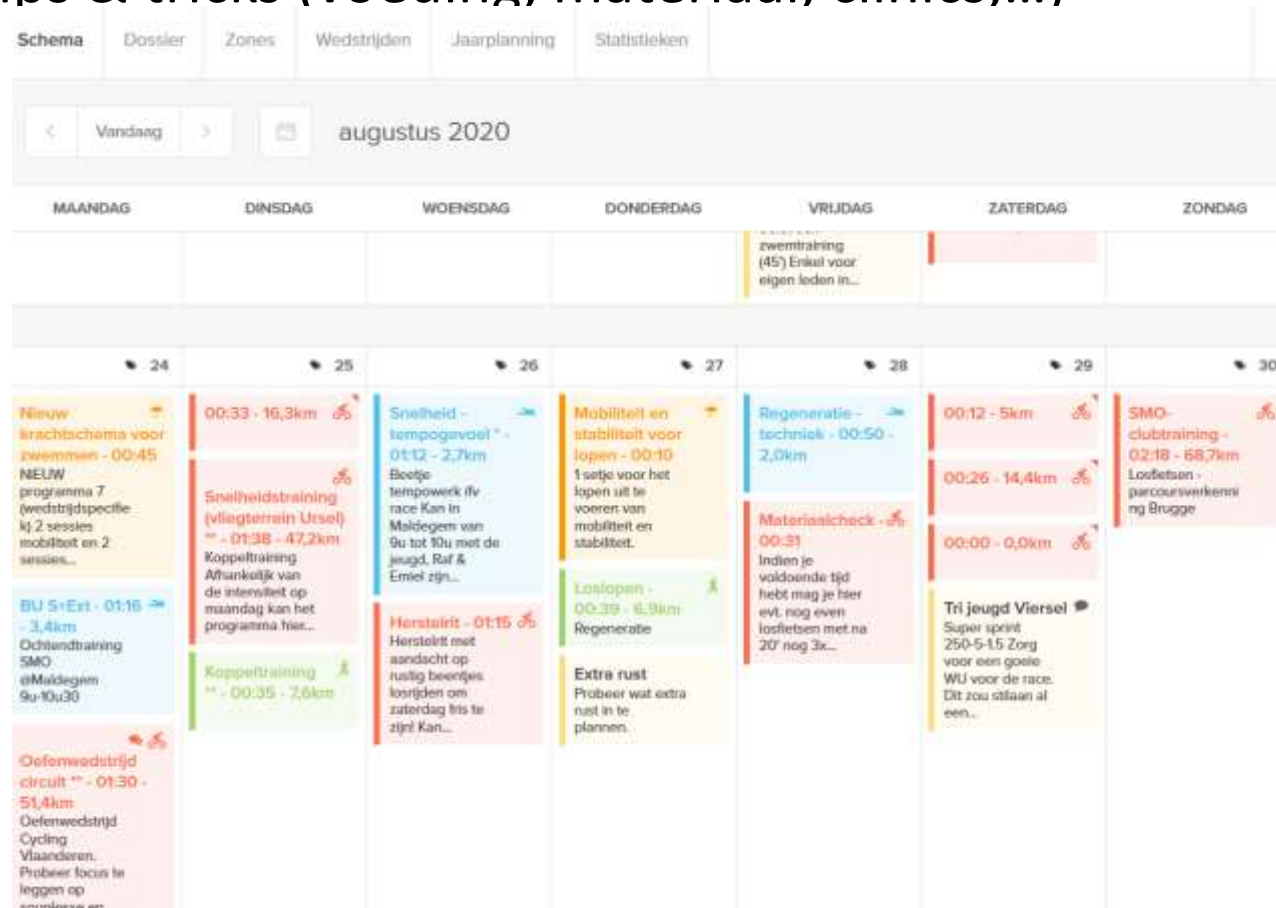 tricks (voeding, materiaal, clinics,...)
Schema Dossier Zones Wedstrijden Jaarplanning Statistieken
Vandaag
augustus 2020
MAANDAG DINSDAG WOENSDAG DONDERDAG VRIJDAG ZATERDAG ZONDAG
zwemtraining
(45') Enkel voor
eigen leden in...
24 25 26 27 28 29 30
Nieuw
krachtschema voor
zwemmen - 00:45
NIEUW
programma 7
(wedstrijdspecifie
k) 2 sessies
mobiliteit en 2
sessies...
BU S+Ext - 01:16
- 3,4km
Ochtendtraining
SMO
@Maldegem
9u-10u30
Oefenwedstrijd
circuit ** - 01:30 -
51,4km
Oefenwedstrijd
Cycling
Vlaanderen.
Probeer focus te
leggen op
souplesse en
00:33 - 16,3km
Snelheidstraining
(vliegterrein Ursel)
** - 01:38 - 47,2km
Koppeltraining
Afhankelijk van
de intensiteit op
maandag kan het
programma hier...
Koppeltraining
** - 00:35 - 7,6km
Snelheid -
tempogevoel * -
01:12 - 2,7km
Beetje
tempowerk ifv
race Kan in
Maldegem van
9u tot 10u met de
jeugd, Raf &
Emiel zijn...
Herstelrit - 01:15
Herstelrit met
aandacht op
rustig beentjes
losrijden om
zaterdag fris te
zijn! Kan...
Mobiliteit en
stabiliteit voor
lopen - 00:10
1 setje voor het
lopen uit te
voeren van
mobiliteit en
stabiliteit.
Loslopen -
00:39 - 6,9km
Regeneratie
Extra rust
Probeer wat extra
rust in te
plannen.
Regeneratie -
techniek - 00:50 -
2,0km
Materiaalcheck -
00:31
Indien je
voldoende tijd
hebt mag je hier
evt. nog even
losfietsen met na
20' nog 3x...
00:12 - 5km
00:26 - 14,4km
00:00 - 0,0km
Tri jeugd Viersel
Super sprint
250-5-1.5 Zorg
voor een goeie
WU voor de race.
Dit zou stilaan al
een...
SMO-
clubtraining -
02:18 - 68,7km
Losfietsen -
parcoursverkenni
ng Brugge